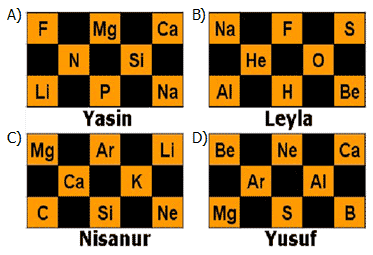 A) B)
F Mg Ca Na F S
N Si He O
Li P Na Al H Be
Yasin Leyla
C) D)
Mg Ar Li Be Ne Ca
Ca K Ar Al
C Si Ne Mg S B
Nisanur Yusuf